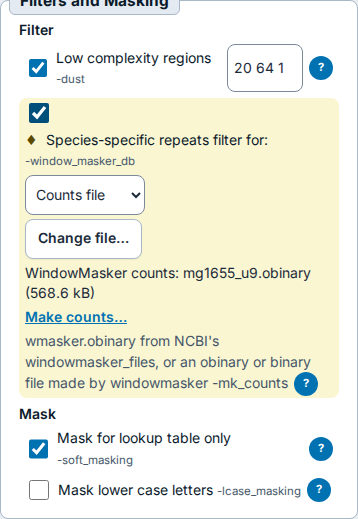 Filters and Masking
Filter
Low complexity regions
-dust
20 64 1
?
♦ Species-specific repeats filter for:
-window_masker_db
Counts file
Change file...
WindowMasker counts: mg1655_u9.obinary
(568.6 kB)
Make counts...
wmasker.obinary from NCBI's
windowmasker_files, or an obinary or binary
file made by windowmasker -mk_counts ?
Mask
Mask for lookup table only
-soft_masking
?
Mask lower case letters -lcase_masking ?